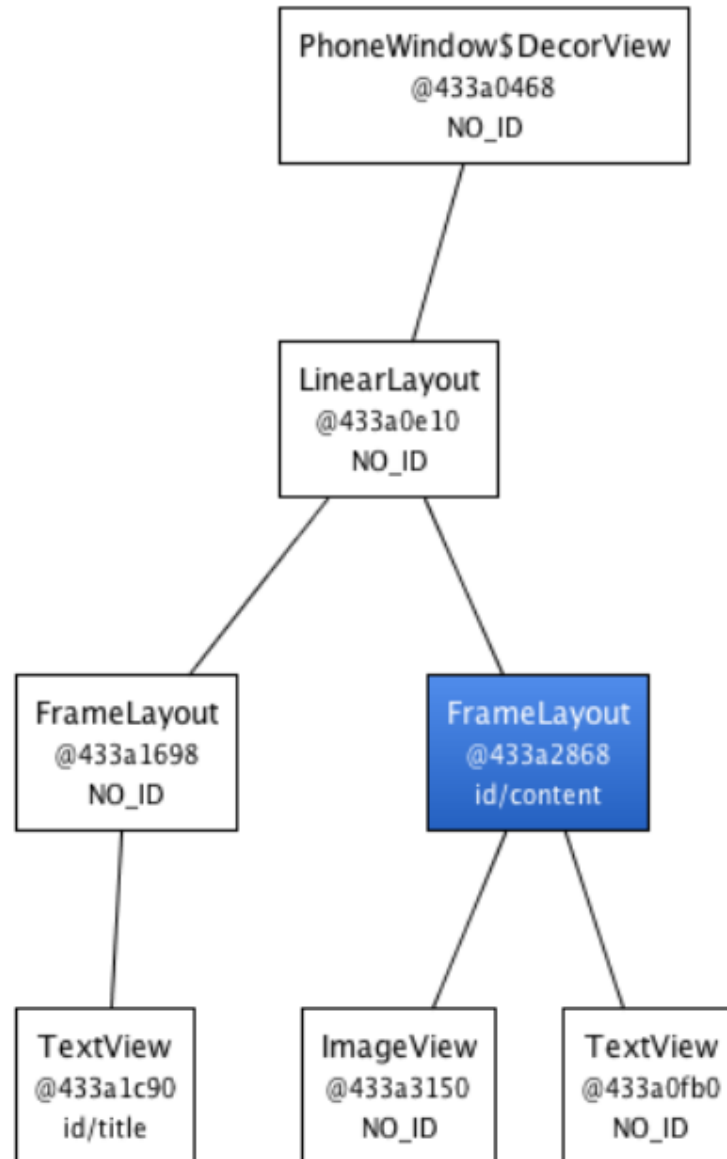 PhoneWindow$DecorView
@433a0468
NO_ID
LinearLayout
@433a0e10
NO_ID
FrameLayout
@433a1698
NO_ID
FrameLayout
@433a2868
id/content
TextView
@433a1c90
id/title
ImageView
@433a3150
NO_ID
TextView
@433a0fb0
NO_ID